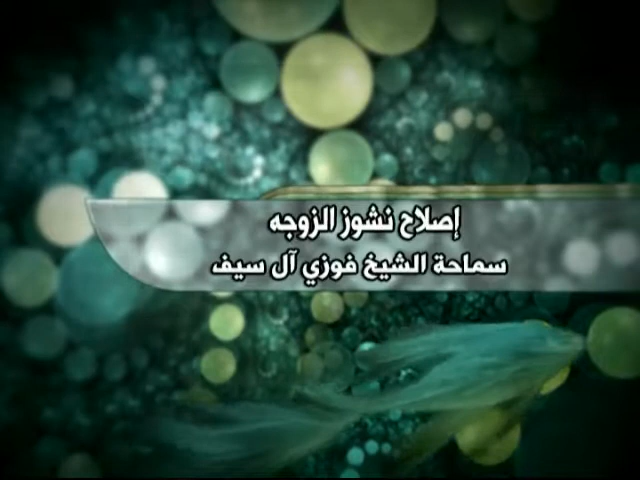 إصلاح نشوز الزوجه
سماحة الشيخ فوزي آل سيف